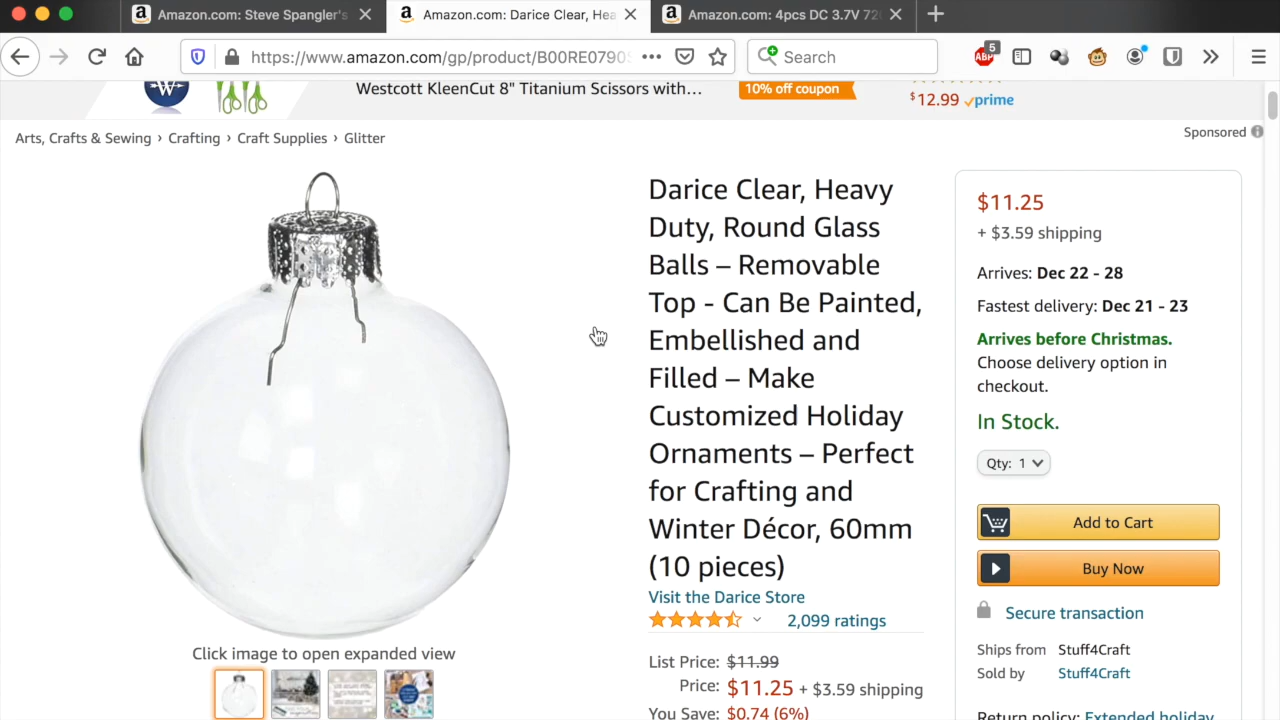 Amazon.com: Steve Spangler's
Amazon.com: Darice Clear, Hea
Amazon.com: 4pcs DC 3.7V 720
https://www.amazon.com/gp/product/B00RE0790S
Search
ABP
5
W
Westcott KleenCut 8" Titanium Scissors with...
10% off coupon
$12.99 prime
Arts, Crafts & Sewing › Crafting › Craft Supplies › Glitter
Sponsored
Darice Clear, Heavy
Duty, Round Glass
Balls – Removable
Top - Can Be Painted,
Embellished and
Filled – Make
Customized Holiday
Ornaments – Perfect
for Crafting and
Winter Décor, 60mm
(10 pieces)
Visit the Darice Store
2,099 ratings
List Price: $11.99
Price: $11.25 + $3.59 shipping
You Save: $0.74 (6%)
Click image to open expanded view
$11.25
+ $3.59 shipping
Arrives: Dec 22 - 28
Fastest delivery: Dec 21 - 23
Arrives before Christmas.
Choose delivery option in
checkout.
In Stock.
Qty: 1
Add to Cart
Buy Now
Secure transaction
Ships from Stuff4Craft
Sold by Stuff4Craft
Return policy: Extended holiday